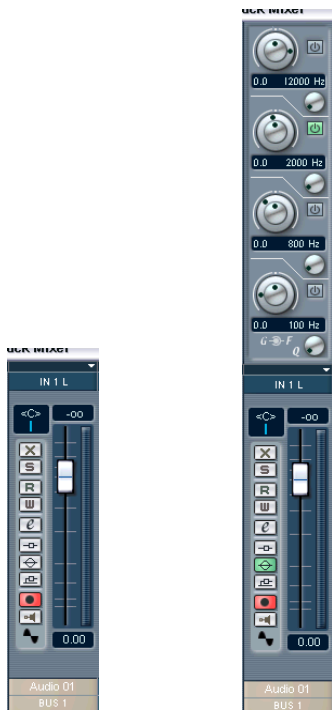 0.0 12000 Hz
0.0 2000 Hz
0.0 800 Hz
0.0 100 Hz
G F
Q
IN 1 L
<C> -oo
X
S
R
W
e
0.00
Audio 01
BUS 1
IN 1 L
<C> -oo
X
S
R
W
e
0.00
Audio 01
BUS 1